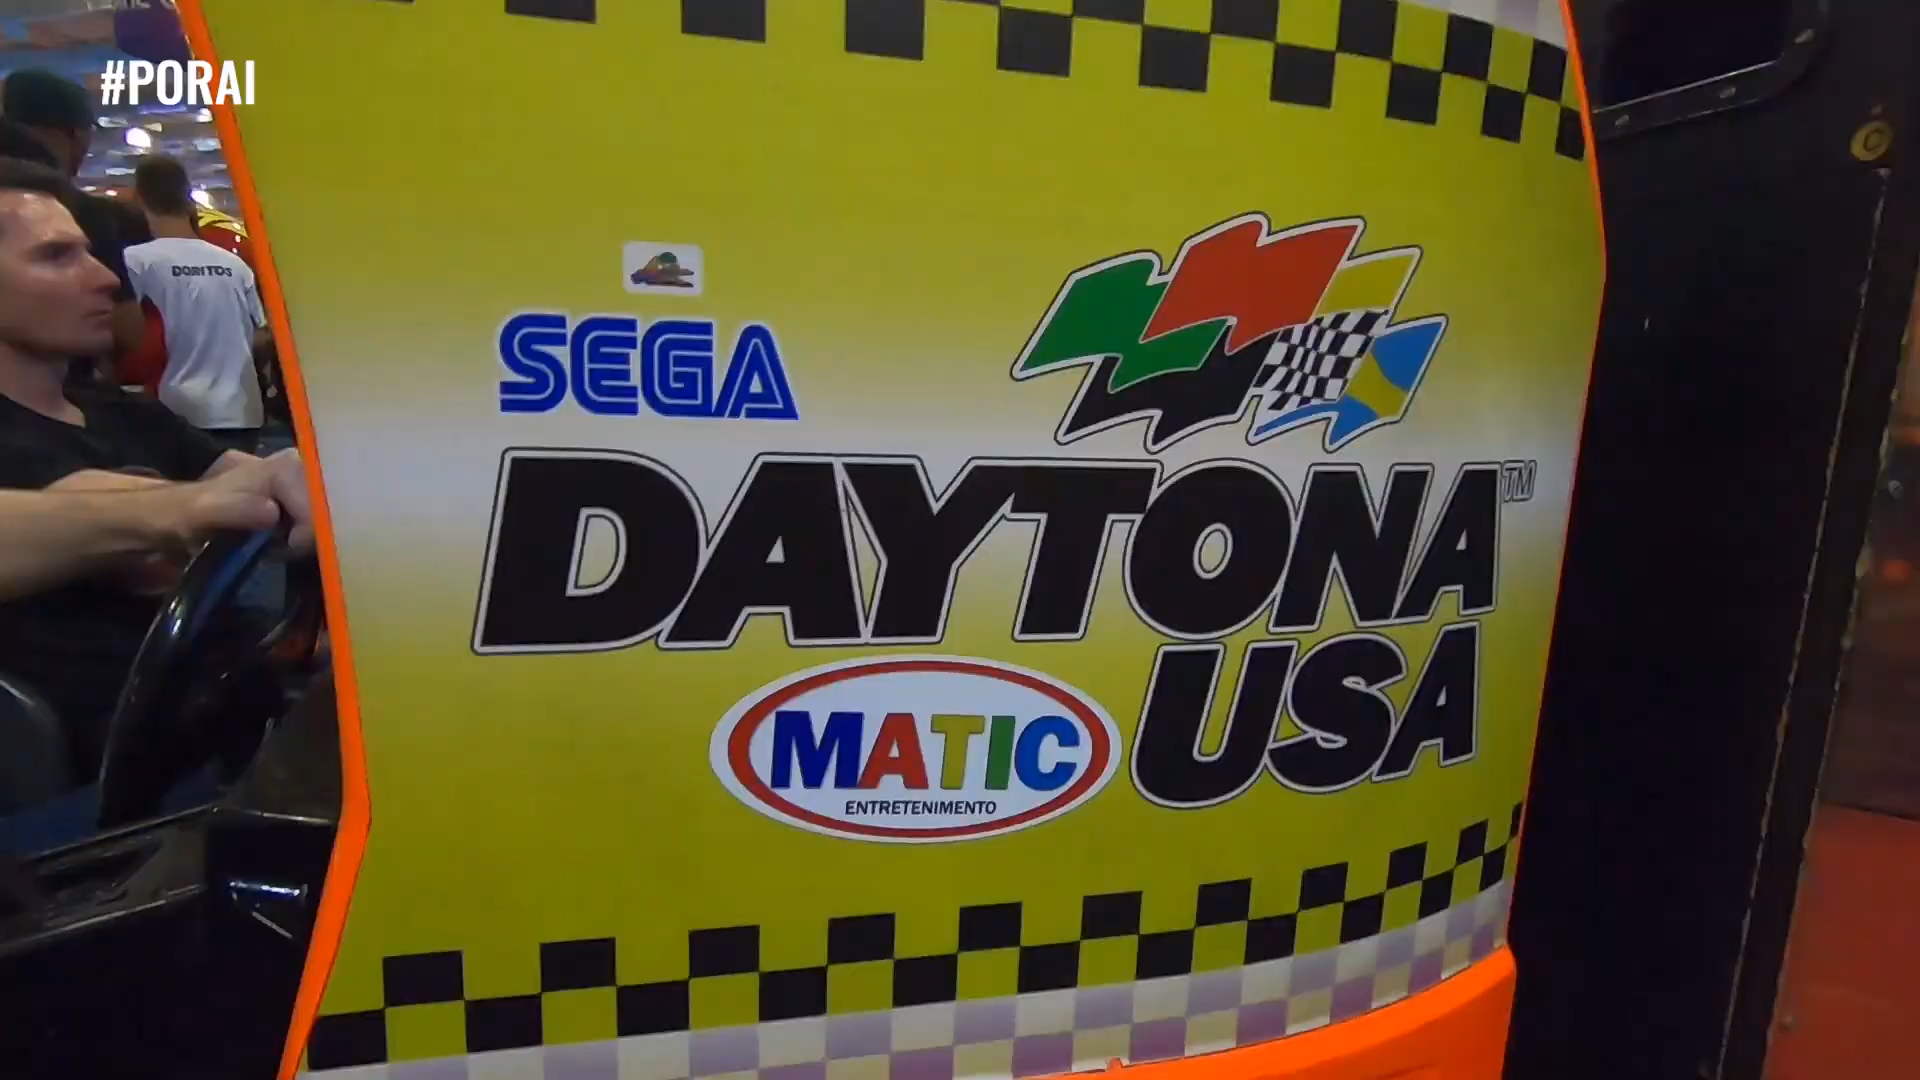 #PORAI
DORITOS
SEGA
DAYTONA™
USA
MATIC
ENTRETENIMENTO
C